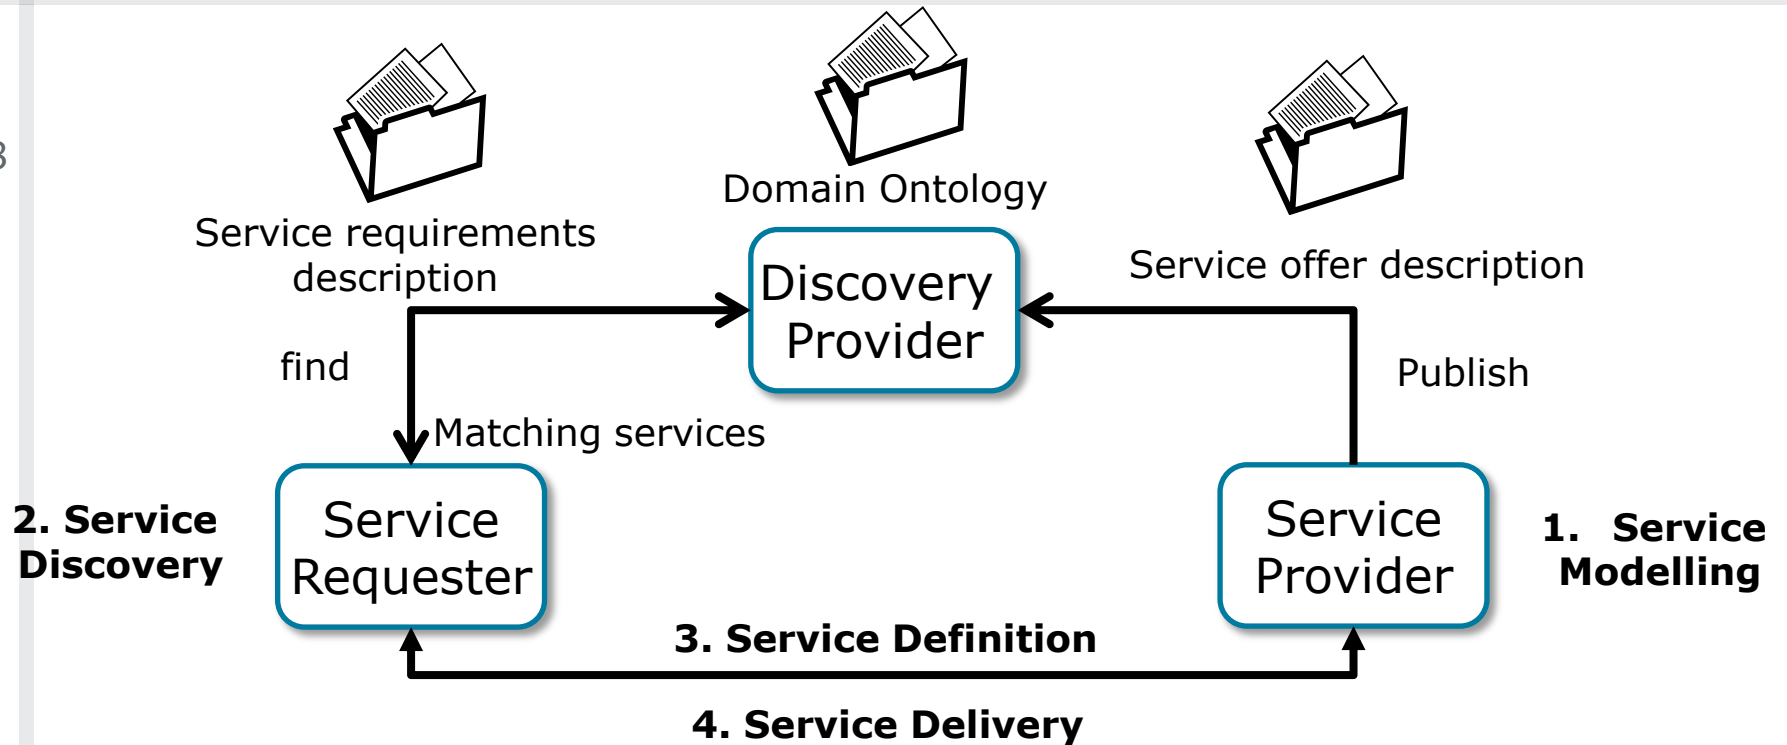 3
Domain Ontology
Service requirements
description
Service offer description
Discovery
Provider
find
Publish
Matching services
2. Service
Discovery
Service
Requester
Service
Provider
1. Service
Modelling
3. Service Definition
4. Service Delivery